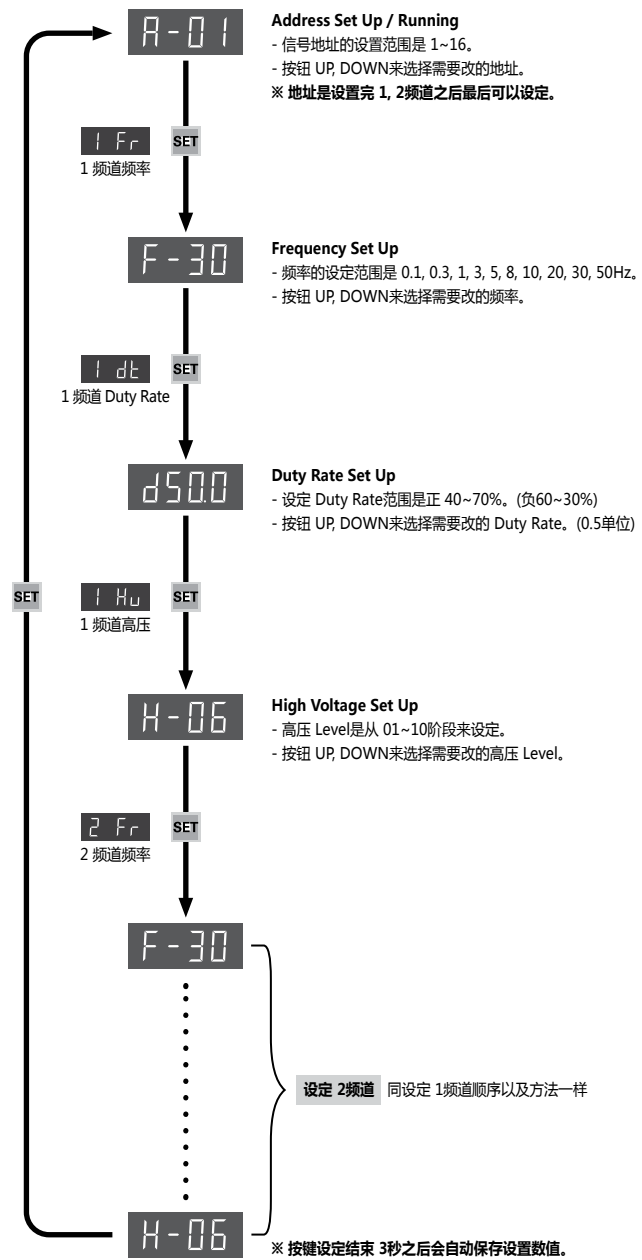 A-01
Address Set Up / Running
- 信号地址的设置范围是 1~16。
- 按钮 UP, DOWN来选择需要改的地址。
※ 地址是设置完 1, 2频道之后最后可以设定。
1 Fr
SET
1 频道频率
F-30
Frequency Set Up
- 频率的设定范围是 0.1, 0.3, 1, 3, 5, 8, 10, 20, 30, 50Hz。
- 按钮 UP, DOWN来选择需要改的频率。
1 dt
SET
1 频道 Duty Rate
d50.0
Duty Rate Set Up
- 设定 Duty Rate范围是正 40~70%。(负60~30%)
- 按钮 UP, DOWN来选择需要改的 Duty Rate。(0.5单位)
SET
1 Hu
SET
1 频道高压
H-06
High Voltage Set Up
- 高压 Level是从 01~10阶段来设定。
- 按钮 UP, DOWN来选择需要改的高压 Level。
2 Fr
SET
2 频道频率
F-30
设定 2频道 同设定 1频道顺序以及方法一样
H-06
※ 按键设定结束 3秒之后会自动保存设置数值。